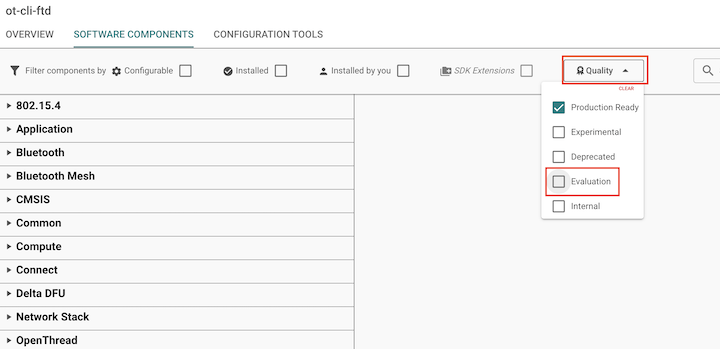 ot-cli-ftd
OVERVIEW SOFTWARE COMPONENTS CONFIGURATION TOOLS
Filter components by Configurable Installed Installed by you SDK Extensions Quality
CLEAR
Production Ready
Experimental
Deprecated
Evaluation
Internal
802.15.4
Application
Bluetooth
Bluetooth Mesh
CMSIS
Common
Compute
Connect
Delta DFU
Network Stack
OpenThread